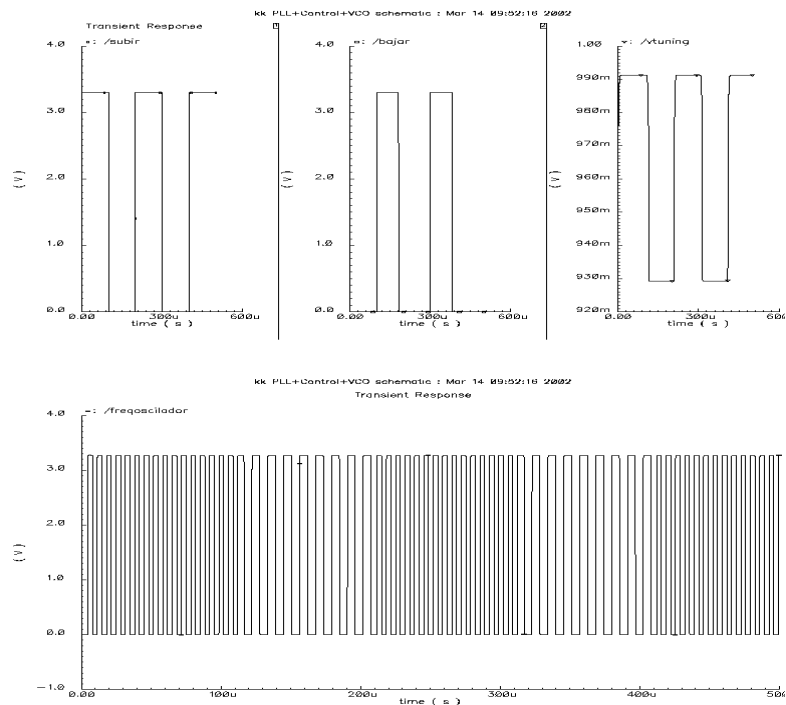 kk PLL+Control+VCO schematic : Mar 14 09:52:16 2002
Transient Response
1
2
: /subir
: /bajar
: /vtuning
4.0
3.0
2.0
1.0
0.0
(V)
0.00 300u 600u
time ( s )
4.0
3.0
2.0
1.0
0.0
(V)
0.00 300u 600u
time ( s )
1.00
990m
980m
970m
960m
950m
940m
930m
920m
(V)
0.00 300u 600
time ( s )
kk PLL+Control+VCO schematic : Mar 14 09:52:16 2002
Transient Response
: /freqoscilador
4.0
3.0
2.0
1.0
0.0
-1.0
(V)
0.00 100u 200u 300u 400u 500
time ( s )